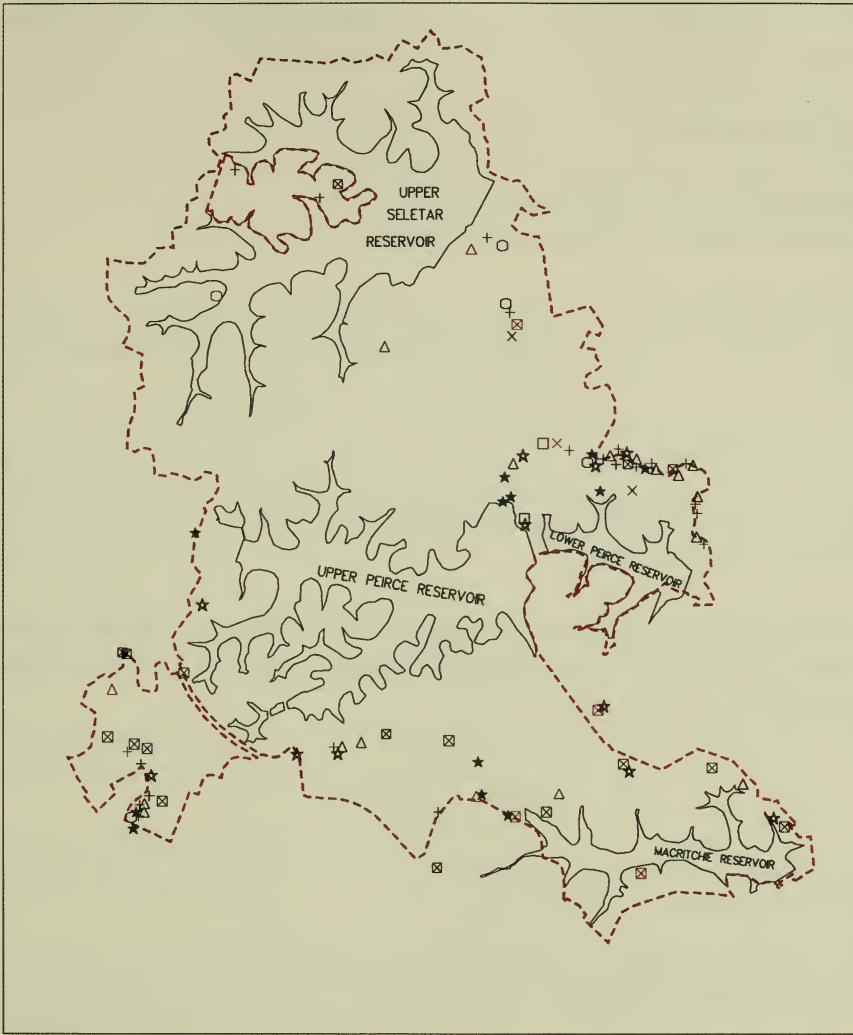 UPPER
SELETAR
RESERVOIR
UPPER PEIRCE RESERVOIR
LOWER PEIRCE RESERVOIR
MACRITCHIE RESERVOIR